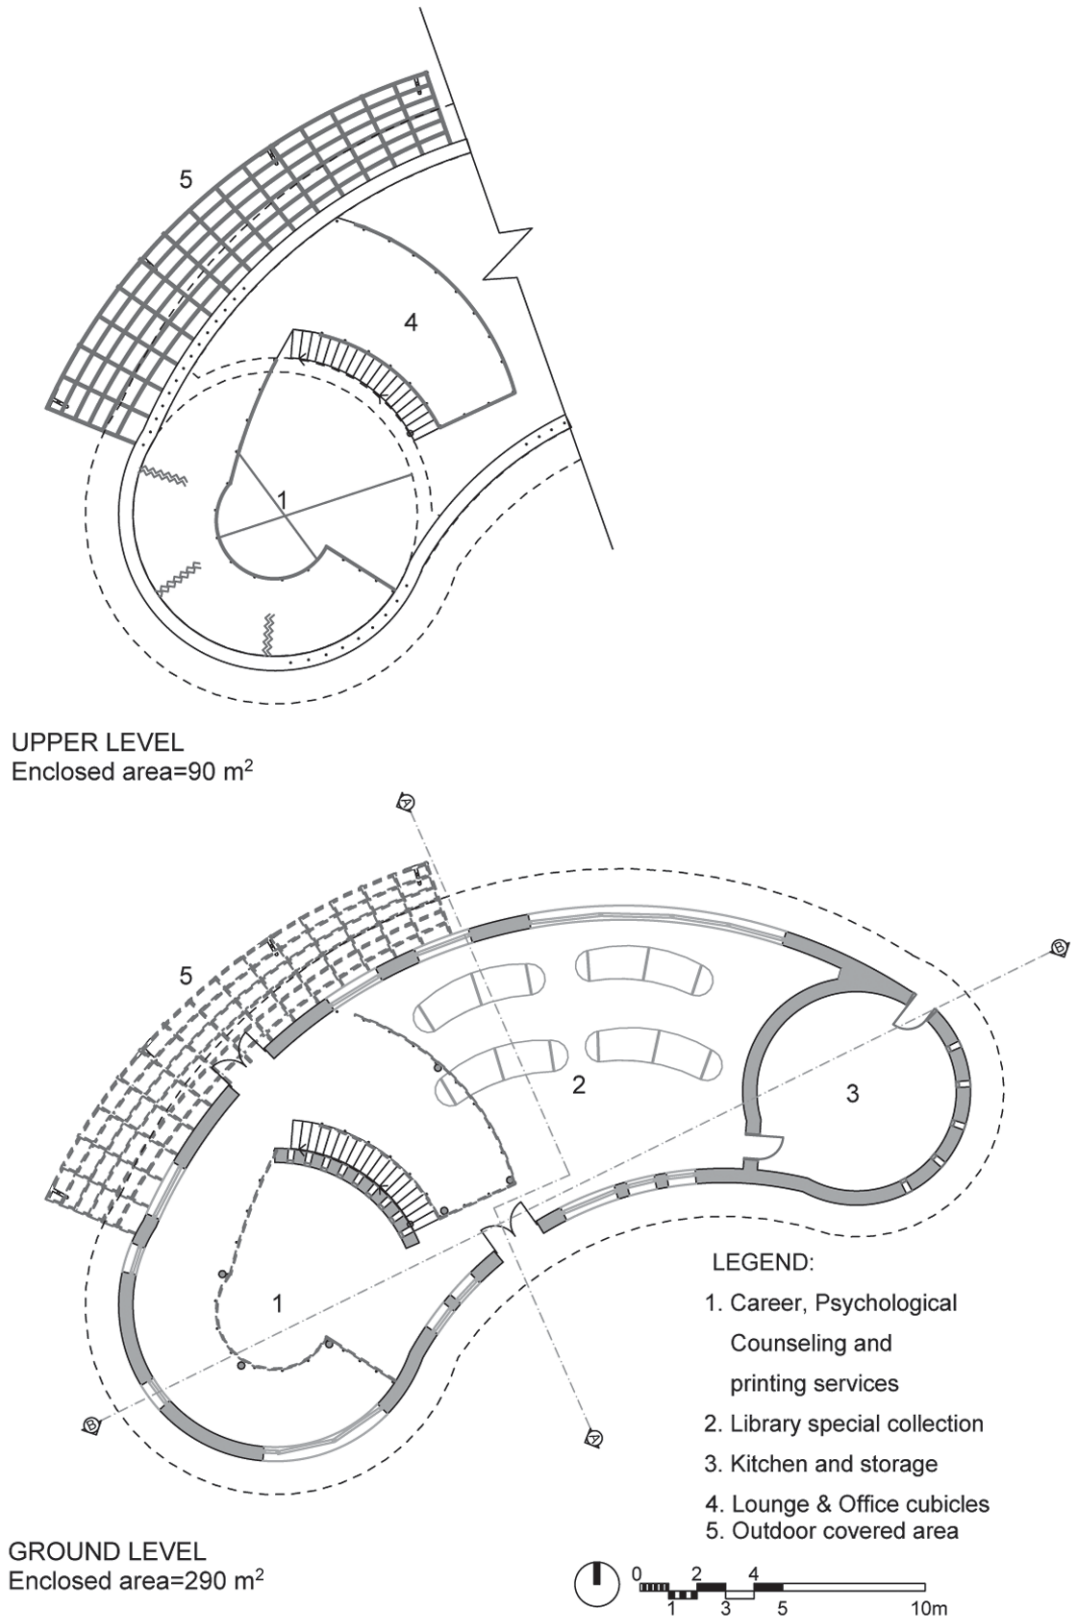 5
4
1
UPPER LEVEL
Enclosed area=90 m²
A
B
5
2
3
1
B
A
LEGEND:
1. Career, Psychological
Counseling and
printing services
2. Library special collection
3. Kitchen and storage
4. Lounge & Office cubicles
5. Outdoor covered area
GROUND LEVEL
Enclosed area=290 m²
0 2 4
1 3 5 10m